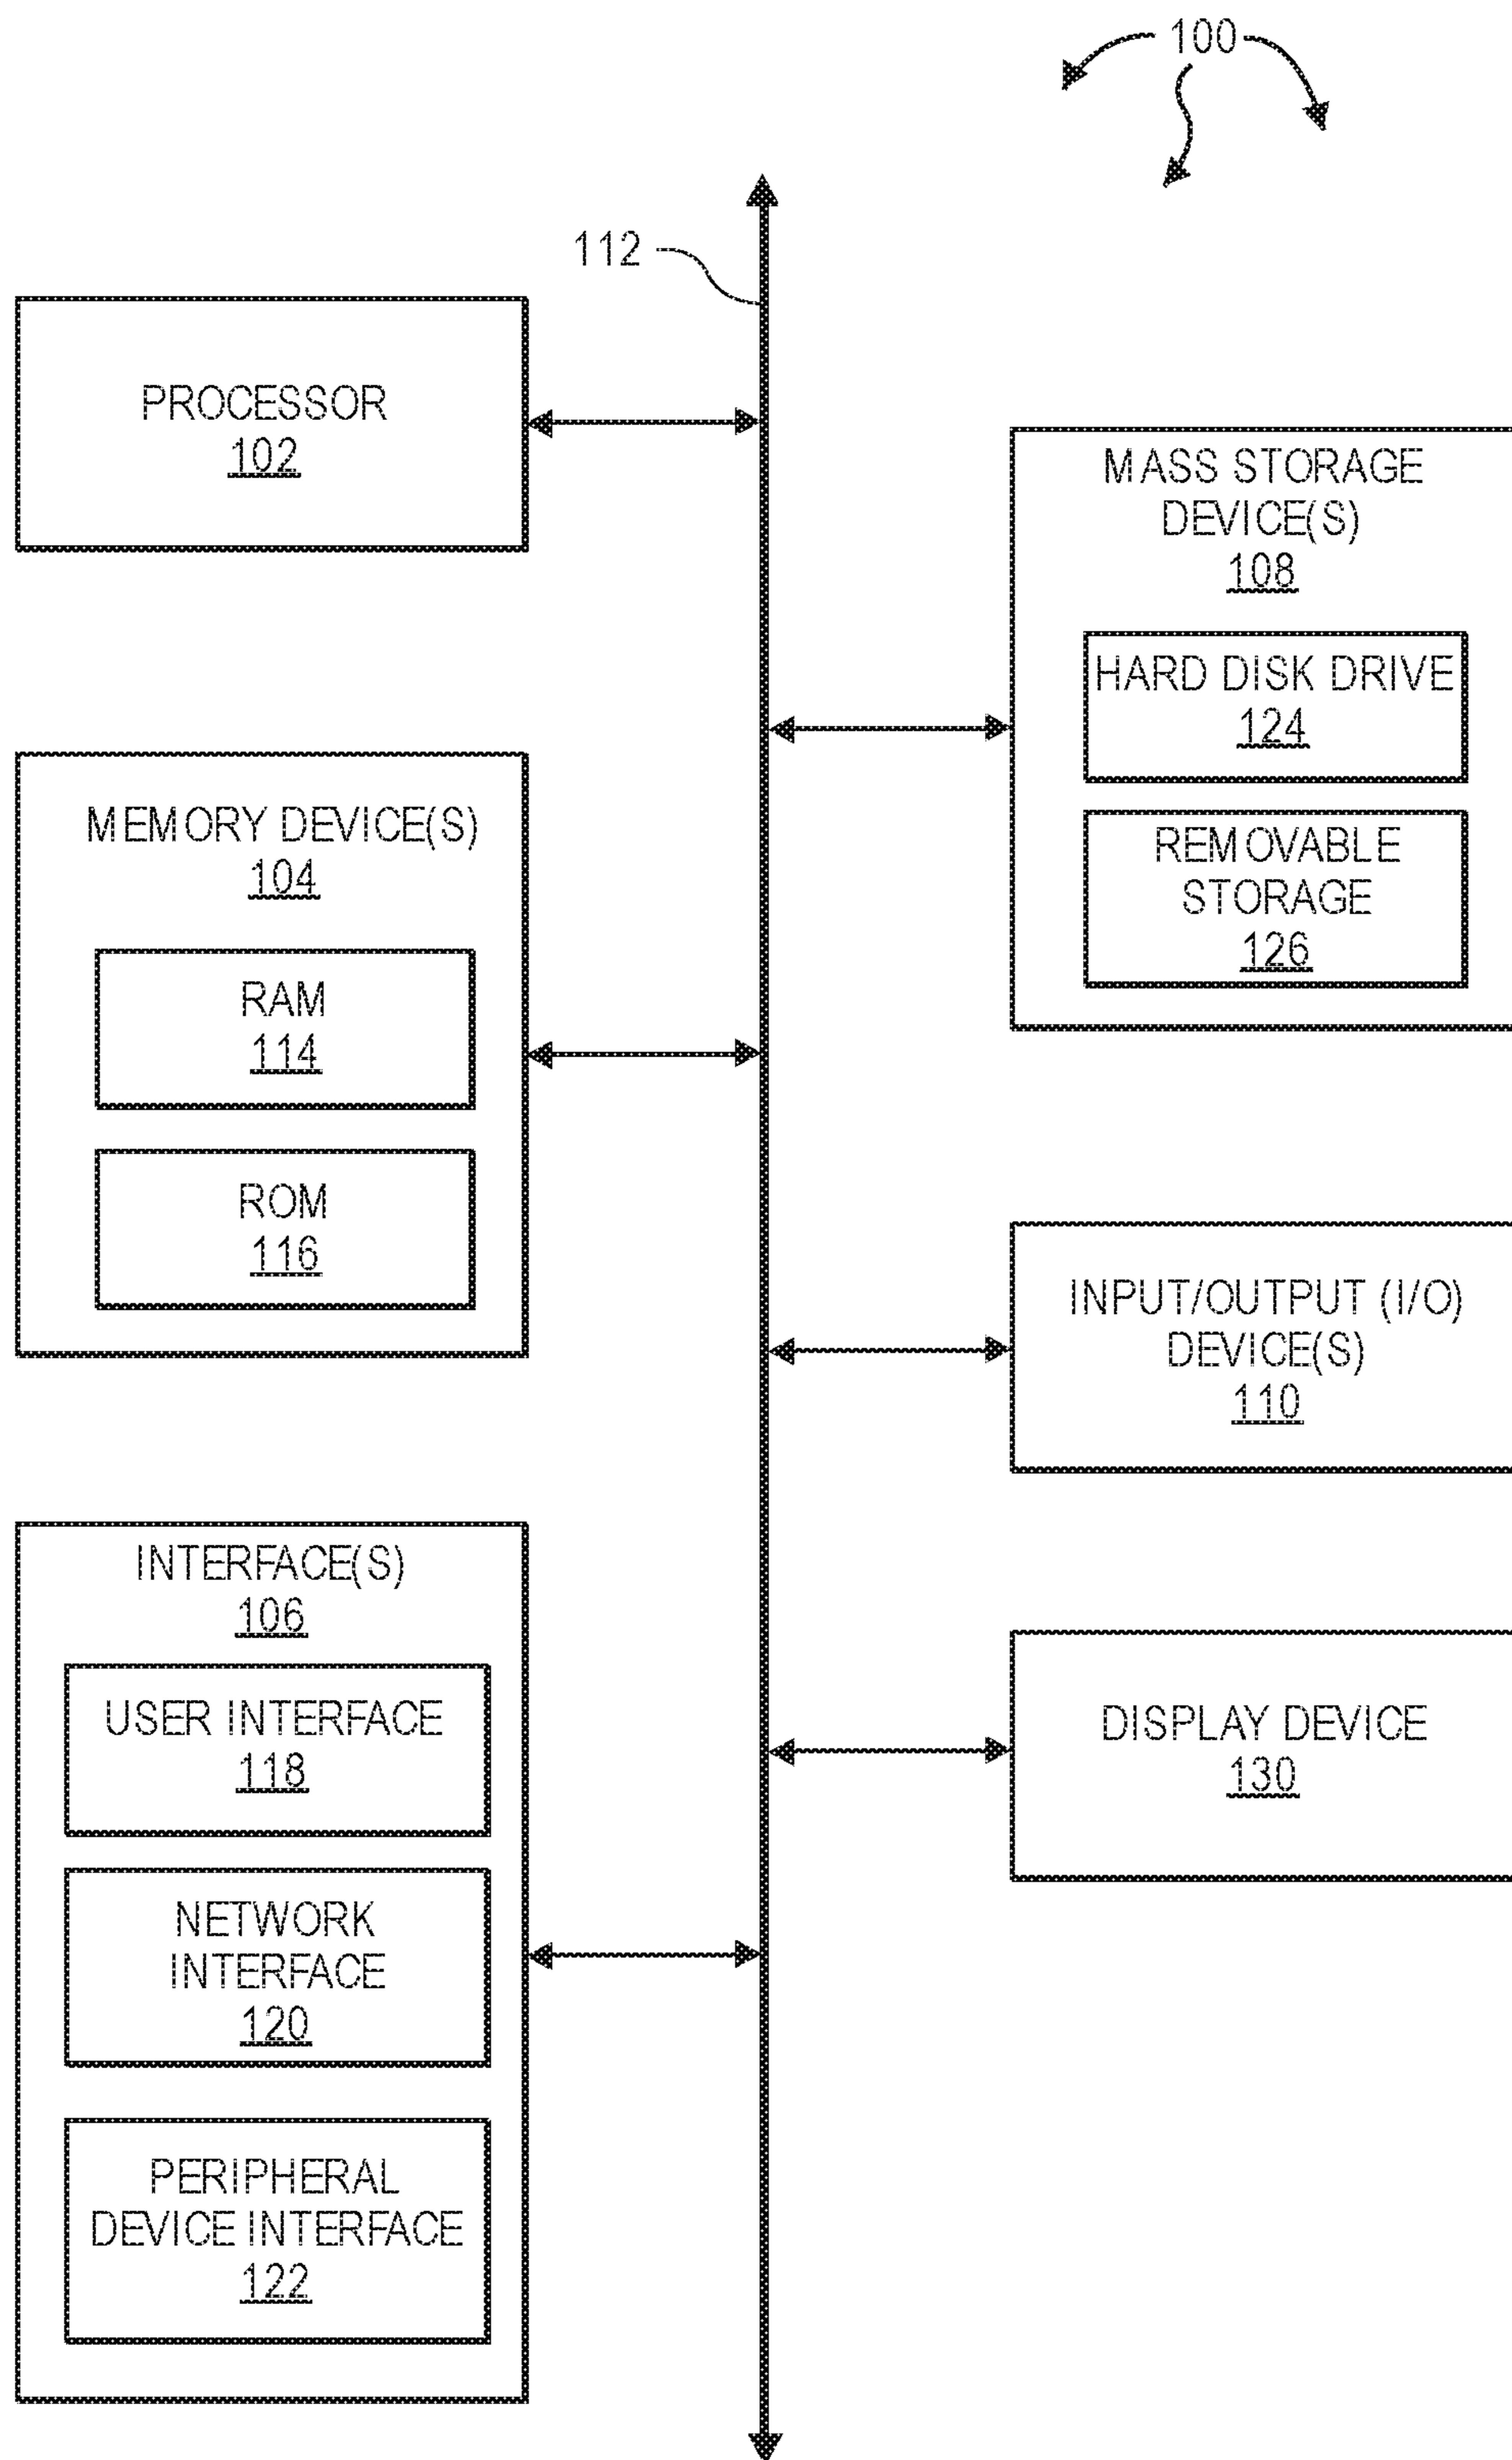 100
112
PROCESSOR
102
MASS STORAGE
DEVICE(S)
108
HARD DISK DRIVE
124
REMOVABLE
STORAGE
126
MEMORY DEVICE(S)
104
RAM
114
ROM
116
INPUT/OUTPUT (I/O)
DEVICE(S)
110
INTERFACE(S)
106
USER INTERFACE
118
NETWORK
INTERFACE
120
PERIPHERAL
DEVICE INTERFACE
122
DISPLAY DEVICE
130